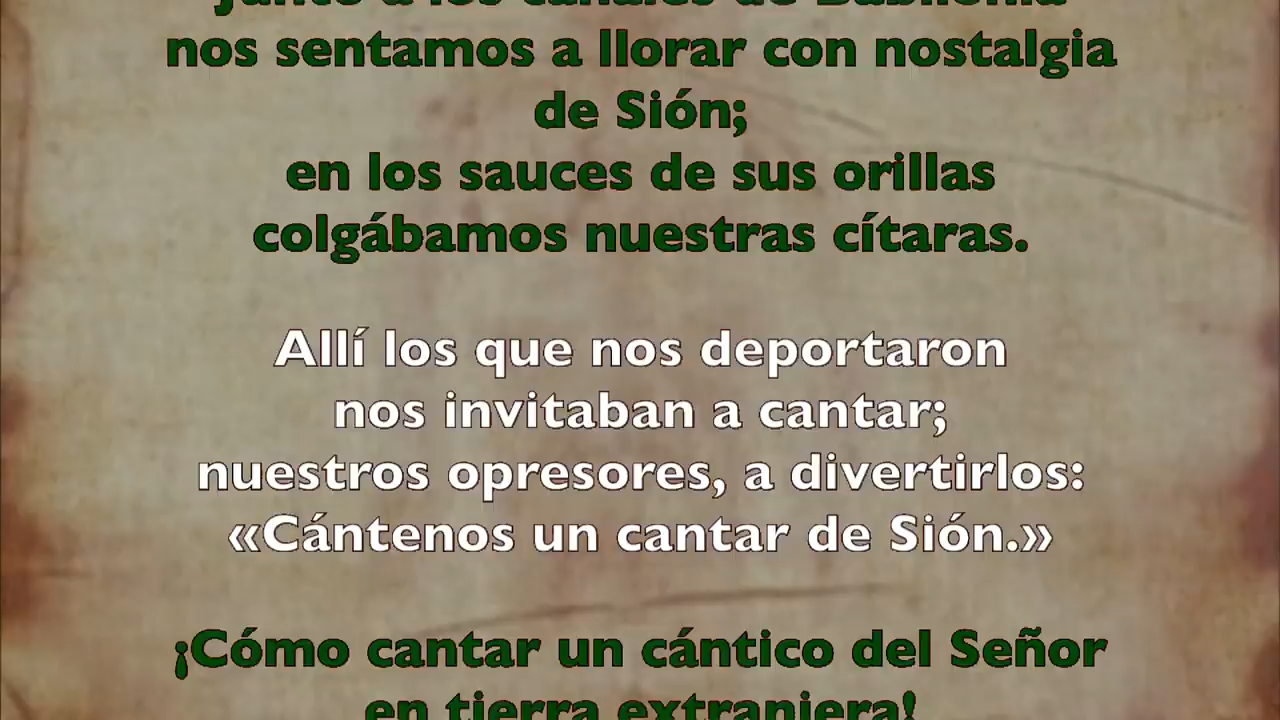 Junto a los canales de Babilonia
nos sentamos a llorar con nostalgia
de Sión;
en los sauces de sus orillas
colgábamos nuestras cítaras.
Allí los que nos deportaron
nos invitaban a cantar;
nuestros opresores, a divertirlos:
«Cántenos un cantar de Sión.»
¡Cómo cantar un cántico del Señor
en tierra extranjera!